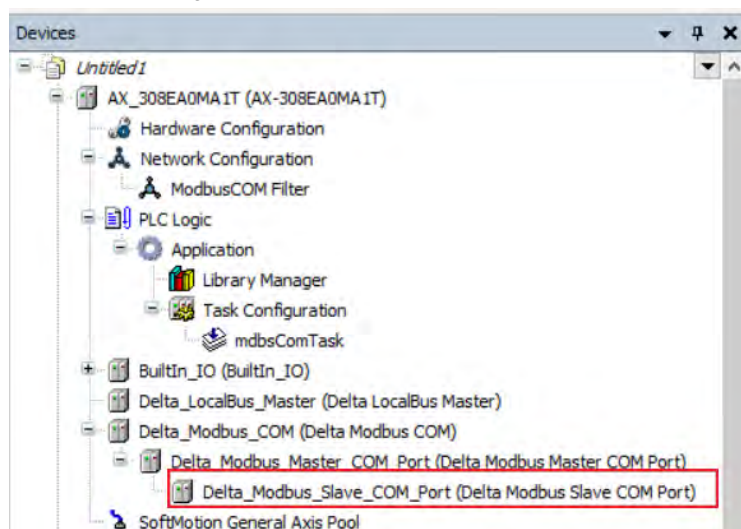 Devices
Untitled1
AX_308EA0MA1T (AX-308EA0MA1T)
Hardware Configuration
Network Configuration
ModbusCOM Filter
PLC Logic
Application
Library Manager
Task Configuration
mdbsComTask
BuiltIn_IO (BuiltIn_IO)
Delta_LocalBus_Master (Delta LocalBus Master)
Delta_Modbus_COM (Delta Modbus COM)
Delta_Modbus_Master_COM_Port (Delta Modbus Master COM Port)
Delta_Modbus_Slave_COM_Port (Delta Modbus Slave COM Port)
SoftMotion General Axis Pool